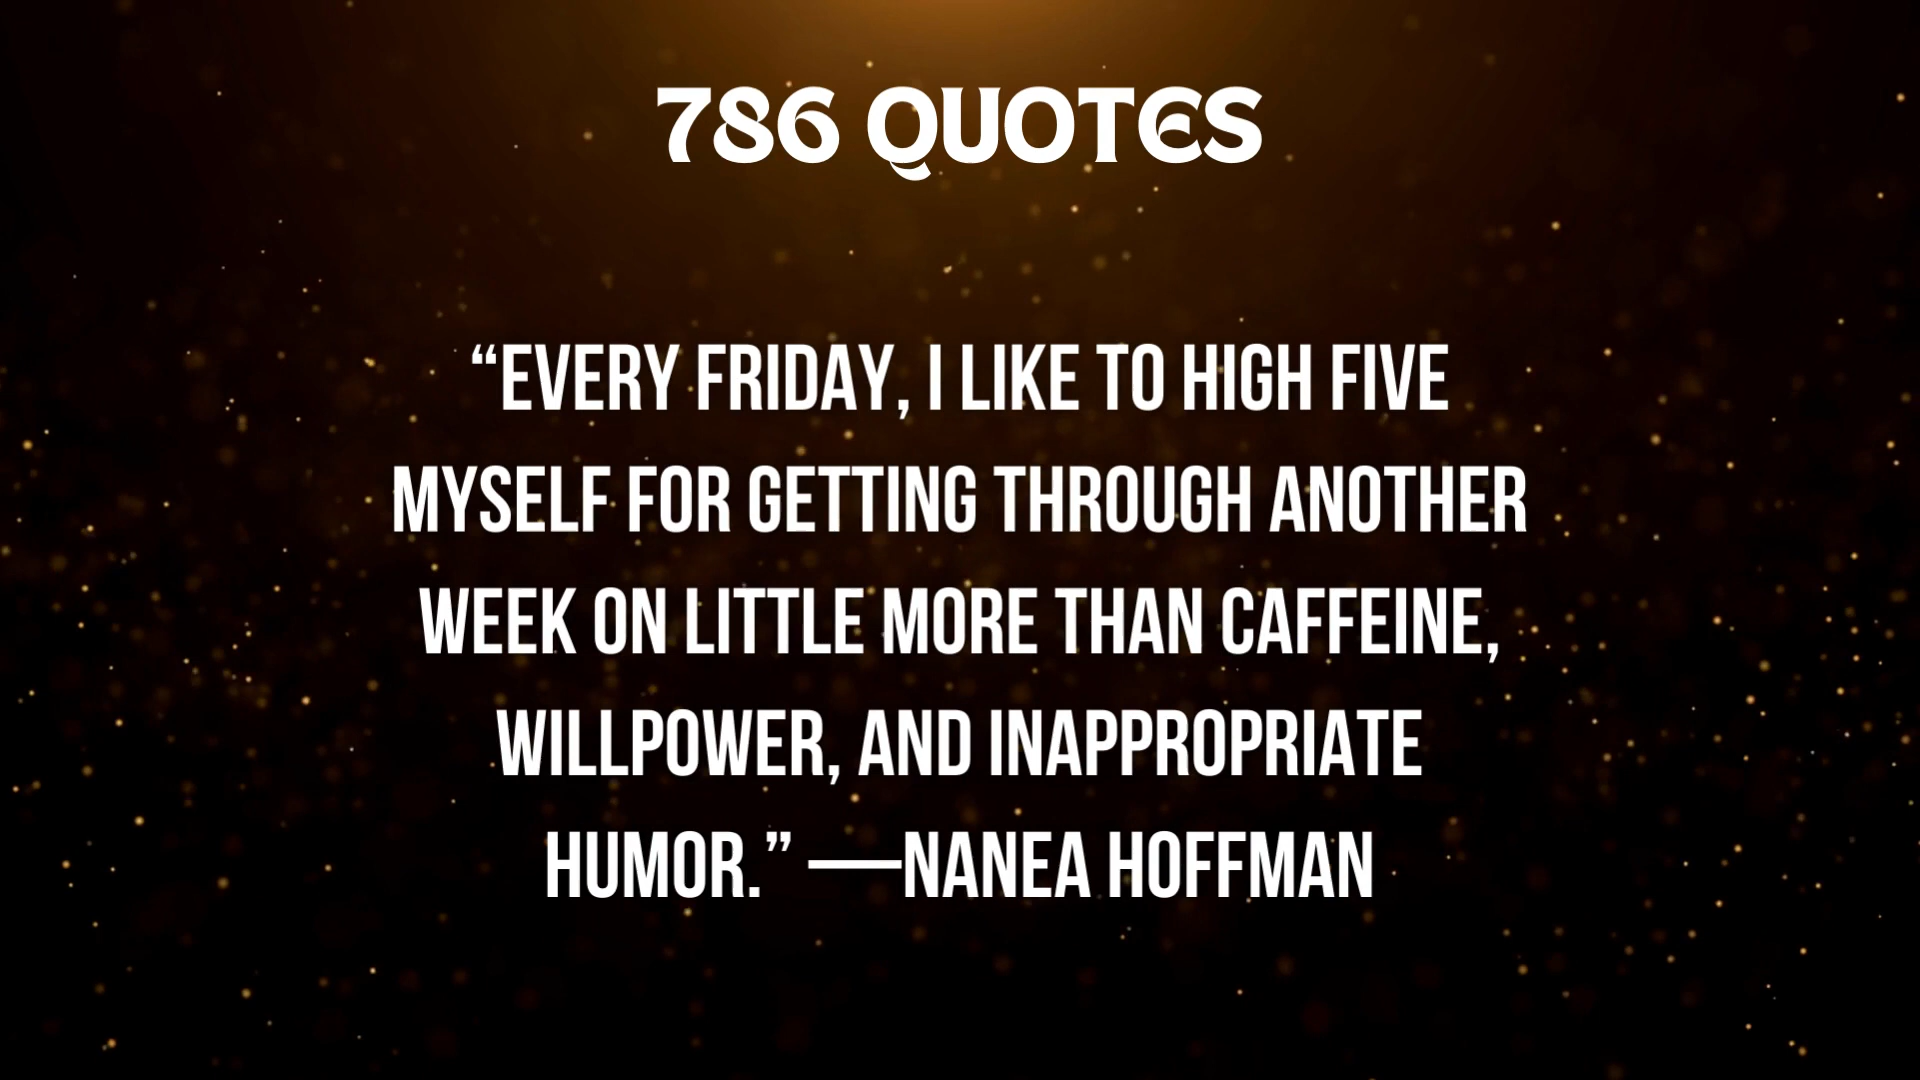 786 QUOTES
“EVERY FRIDAY, I LIKE TO HIGH FIVE
MYSELF FOR GETTING THROUGH ANOTHER
WEEK ON LITTLE MORE THAN CAFFEINE,
WILLPOWER, AND INAPPROPRIATE
HUMOR.” —NANEA HOFFMAN